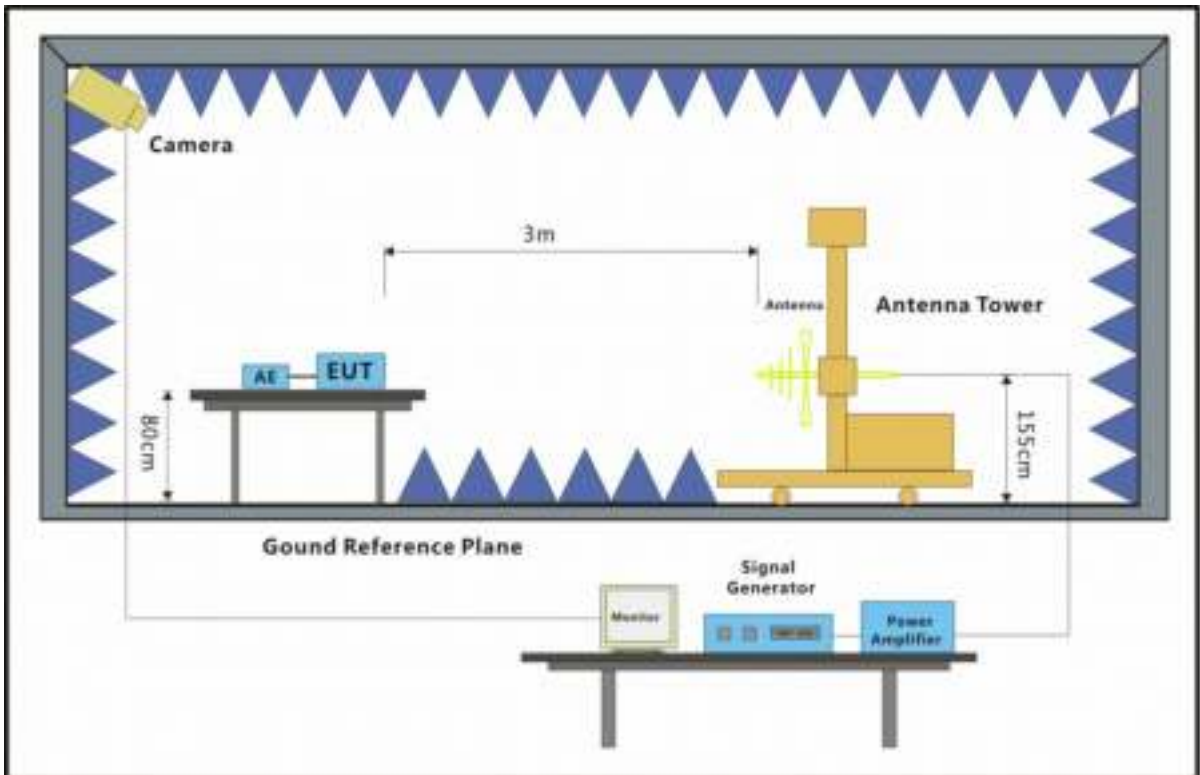 Camera
3m
Antenna
Antenna Tower
AE
EUT
80cm
155cm
Gound Reference Plane
Signal
Generator
Monitor
Power
Amplifier